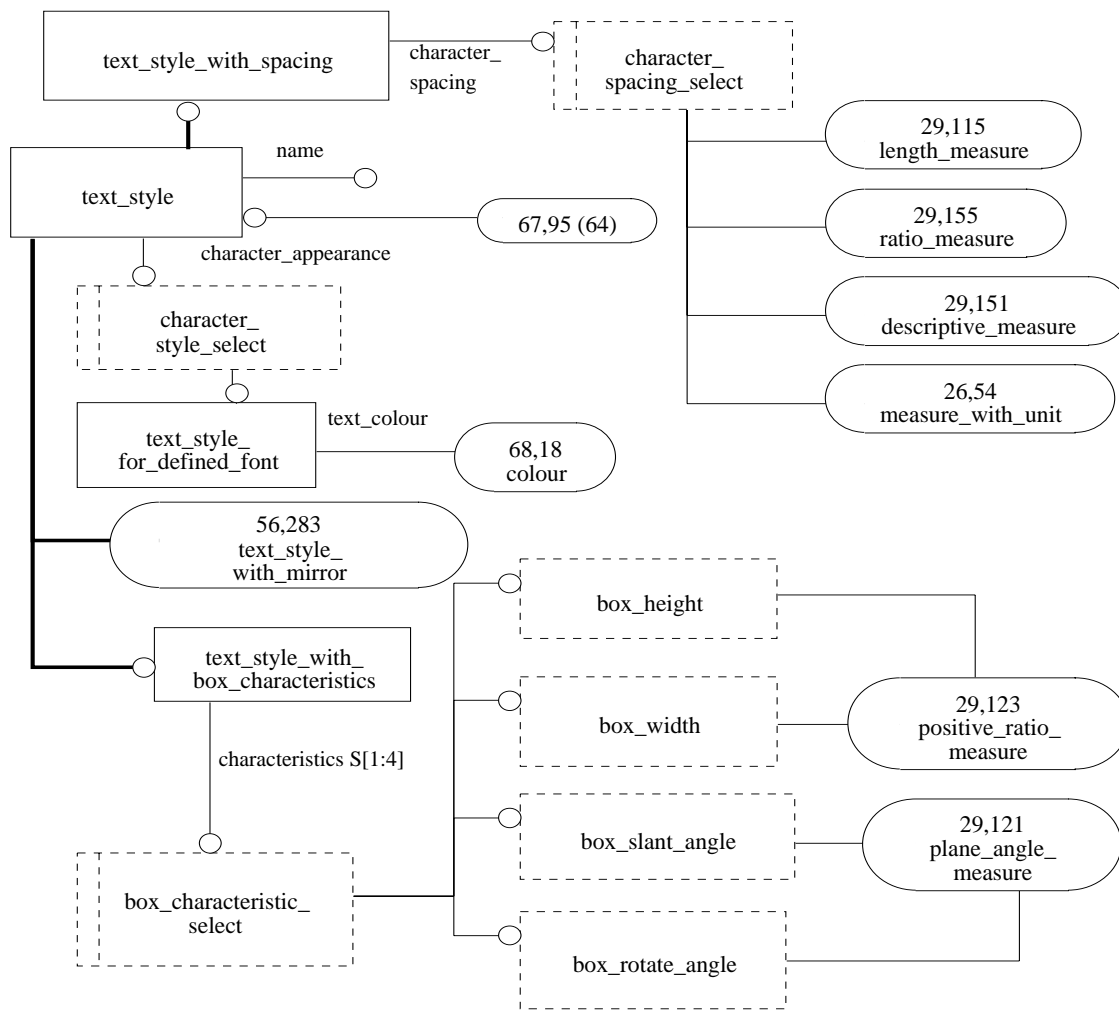 text_style_with_spacing
character_
spacing
character_
spacing_select
29,115
length_measure
name
text_style
29,155
ratio_measure
67,95 (64)
character_appearance
29,151
descriptive_measure
character_
style_select
26,54
measure_with_unit
text_colour
text_style_
for_defined_font
68,18
colour
56,283
text_style_
with_mirror
box_height
text_style_with_
box_characteristics
29,123
positive_ratio_
measure
box_width
characteristics S[1:4]
29,121
plane_angle_
measure
box_slant_angle
box_characteristic_
select
box_rotate_angle